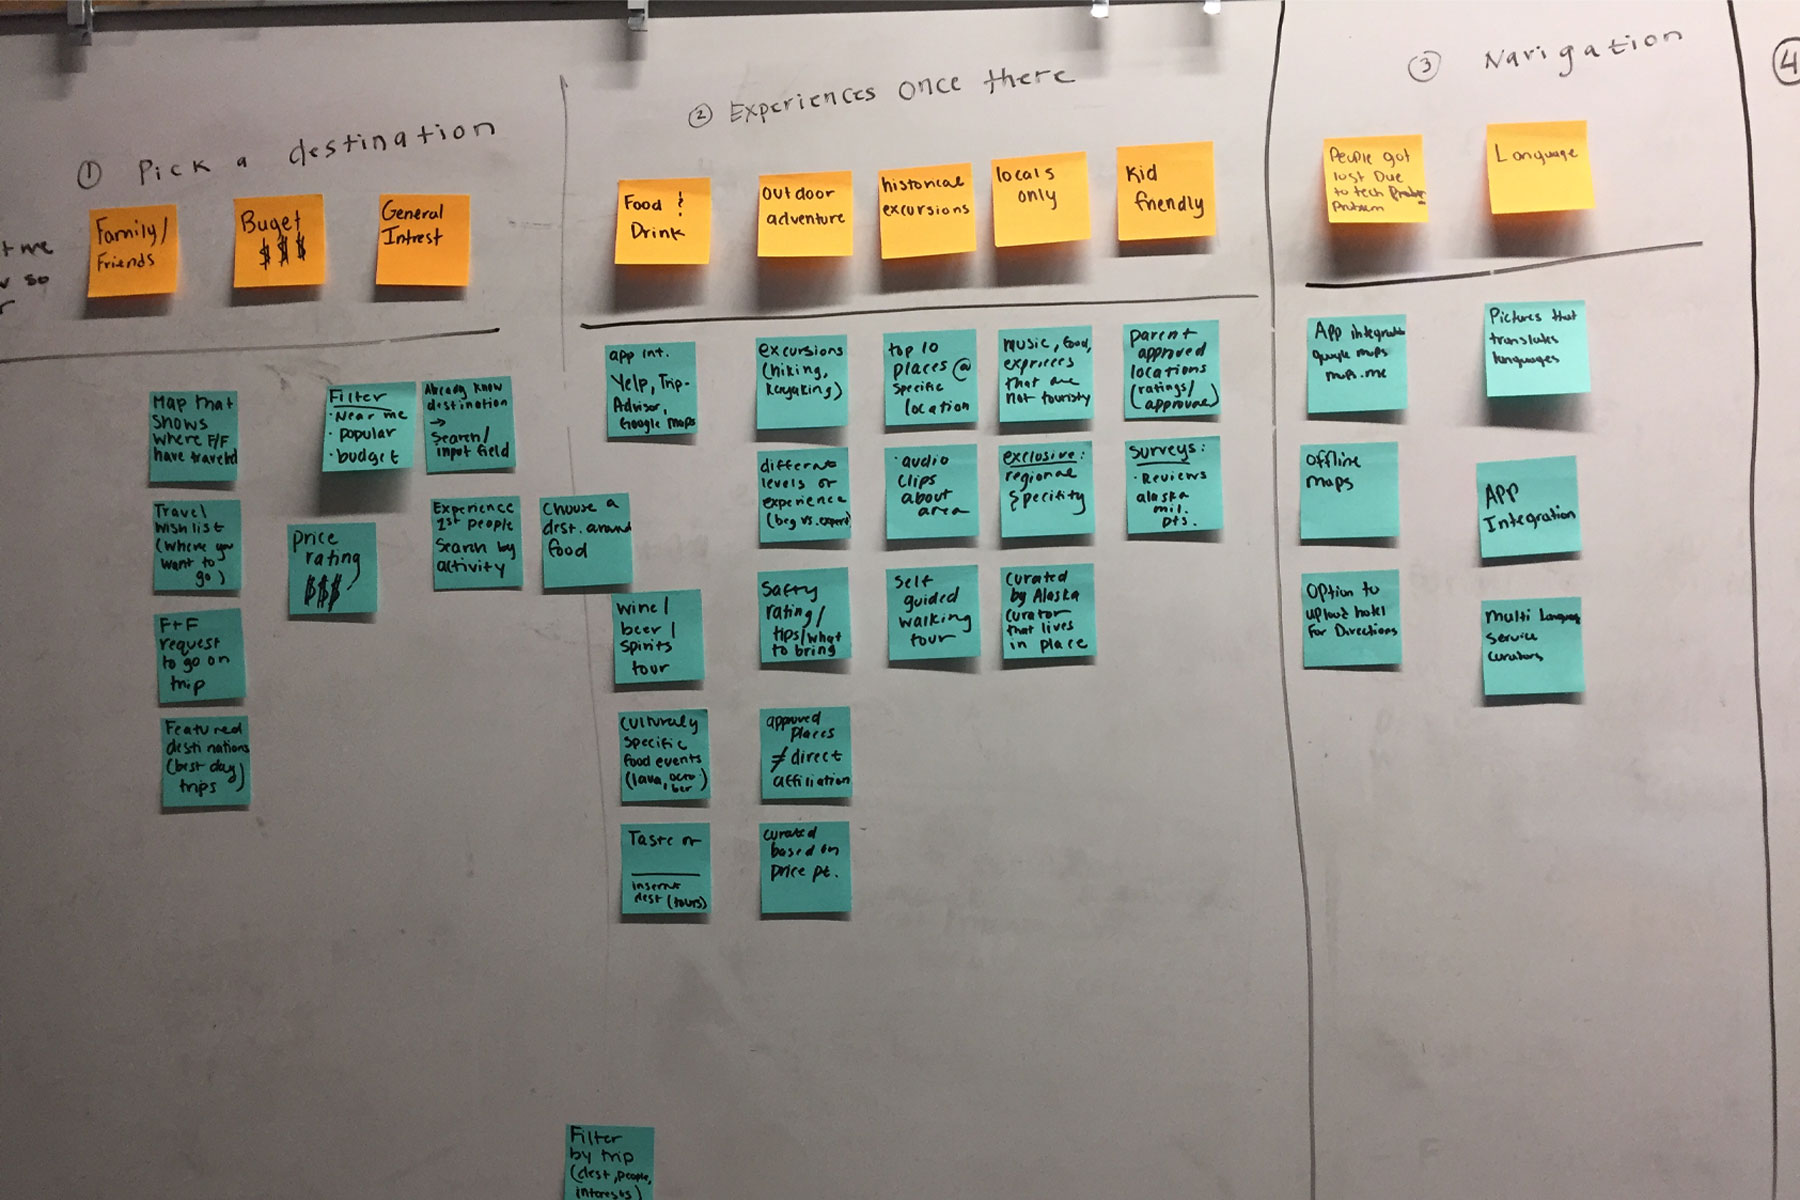 ① Pick a destination
t me
so
Family/
Friends
Buget
$$$
General
Intrest
Map that
shows
where F/F
have traveled
Travel
wish list
(where you
want to
go)
F+F
request
to go on
trip
Featured
destinations
(best day)
trips
Filter
· Near me
· popular
· budget
price
rating
$$$
Already know
destination
→
Search/
input field
Experience
1st people
Search by
activity
Choose a
dest. around
food
② Experiences once there
Food &
Drink
outdoor
adventure
historical
excursions
locals
only
Kid
friendly
app int.
Yelp, Trip-
Advisor,
Google maps
wine/
beer/
spirits
tour
culturaly
specific
food events
(lava, octo-
ber)
Taste of
insert
dest (tours)
excursions
(hiking,
kayaking)
different
levels of
experience
(beg vs. expert)
Safty
rating/
tips/what
to bring
approved
places
≠ direct
affiliation
curated
based on
price pt.
top 10
places @
specific
location
· audio
clips
about
area
self
guided
walking
tour
music, food,
that are
not touristy
exclosive:
regional
specifity
curated
by Alaska
curator
that lives
in place
parent
approved
locations
(ratings/
approval)
surveys:
· Reviews
alaska
mil.
pts.
③ Navigation
People got
lost Due
to tech
Problem
Language
App integrate
google maps
maps.me
offline
maps
Option to
upload hotel
for Directions
Pictures that
translates
languages
App
Integration
Multi Language
Service
curators
④
Filter
by trip
(dest, people,
interests)